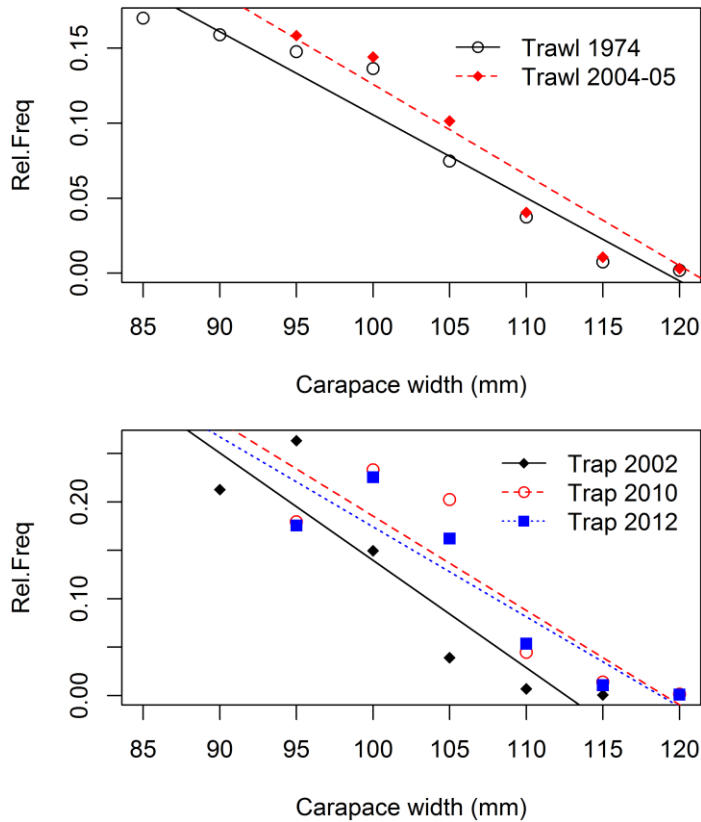 Rel.Freq
0.15
0.10
0.05
0.00
Trawl 1974
Trawl 2004-05
85 90 95 100 105 110 115 120
Carapace width (mm)
Rel.Freq
0.20
0.10
0.00
Trap 2002
Trap 2010
Trap 2012
85 90 95 100 105 110 115 120
Carapace width (mm)